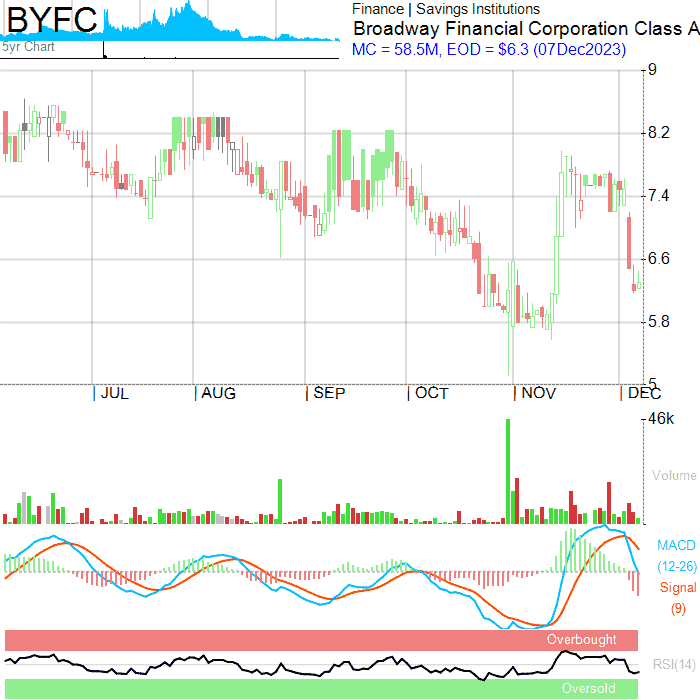 BYFC
5yr Chart
Finance | Savings Institutions
Broadway Financial Corporation Class A
MC = 58.5M, EOD = $6.3 (07Dec2023)
9
8.2
7.4
6.6
5.8
5
JUL AUG SEP OCT NOV DEC
46k
Volume
MACD
(12-26)
Signal
(9)
Overbought
RSI(14)
Oversold